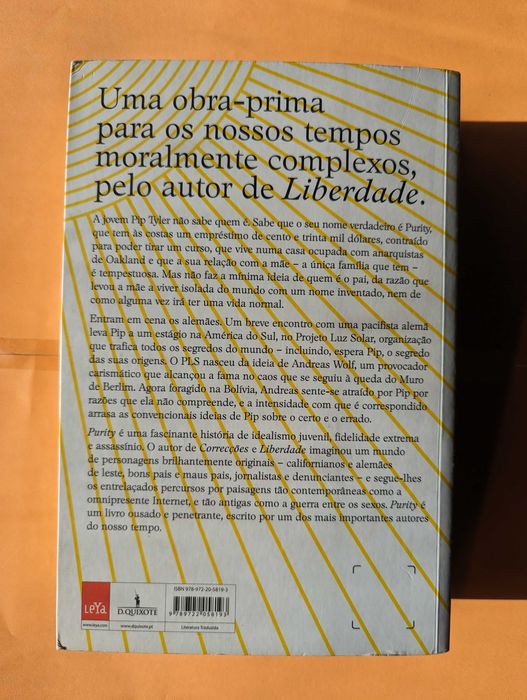 Uma obra-prima
para os nossos tempos
moralmente complexos,
pelo autor de Liberdade.
A jovem Pip Tyler não sabe quem é. Sabe que o seu nome verdadeiro é Purity,
que tem às costas um empréstimo de cento e trinta mil dólares, contraído
para poder tirar um curso, que vive numa casa ocupada com anarquistas
de Oakland e que a sua relação com a mãe – a única família que tem –
é tempestuosa. Mas não faz a mínima ideia de quem é o pai, da razão que
levou a mãe a viver isolada do mundo com um nome inventado, nem de
como alguma vez irá ter uma vida normal.
Entram em cena os alemães. Um breve encontro com uma pacifista alemã
leva Pip a um estágio na América do Sul, no Projeto Luz Solar, organização
que trafica todos os segredos do mundo – incluindo, espera Pip, o segredo
das suas origens. O PLS nasceu da ideia de Andreas Wolf, um provocador
carismático que alcançou a fama no caos que se seguiu à queda do Muro
de Berlim. Agora foragido na Bolívia, Andreas sente-se atraído por Pip por
razões que ela não compreende, e a intensidade com que é correspondido
arrasa as convencionais ideias de Pip sobre o certo e o errado.
Purity é uma fascinante história de idealismo juvenil, fidelidade extrema
e assassínio. O autor de Correcções e Liberdade imaginou um mundo
de personagens brilhantemente originais – californianos e alemães
de leste, bons pais e maus pais, jornalistas e denunciantes – e segue-lhes
os entrelaçados percursos por paisagens tão contemporâneas como a
omnipresente Internet, e tão antigas como a guerra entre os sexos. Purity é
um livro ousado e penetrante, escrito por um dos mais importantes autores
do nosso tempo.
ISBN 978-972-20-5819-3
9 789722 058193
LEYA
D.QUIXOTE
www.leya.com
www.dquixote.pt
Literatura Traduzida